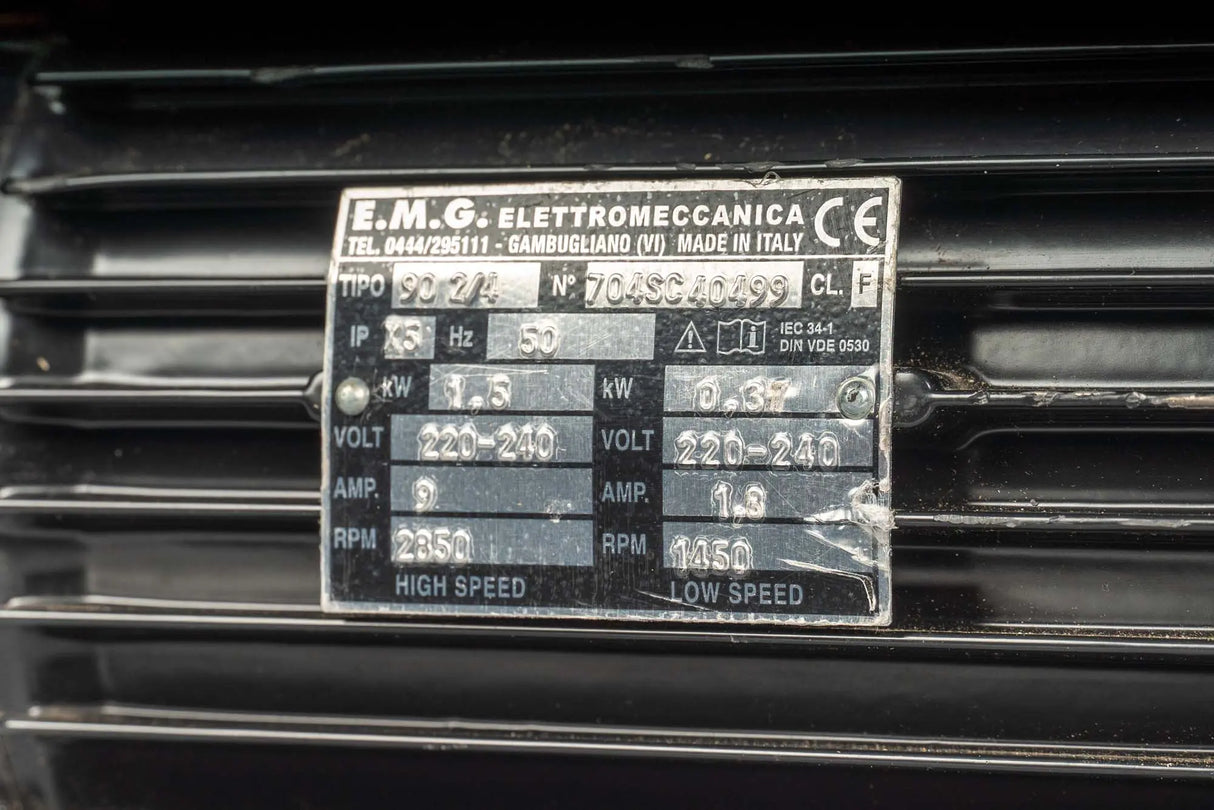 E.M.G. ELETTROMECCANICA CE
TEL. 0444/295111 - GAMBUGLIANO (VI) MADE IN ITALY
TIPO 90 2/4 N° 704SC40499 CL. F
IP X5 Hz 50 IEC 34-1
DIN VDE 0530
kW 1,5 kW 0,37
VOLT 220-240 VOLT 220-240
AMP. 9 AMP. 1.8
RPM 2850 RPM 1450
HIGH SPEED LOW SPEED